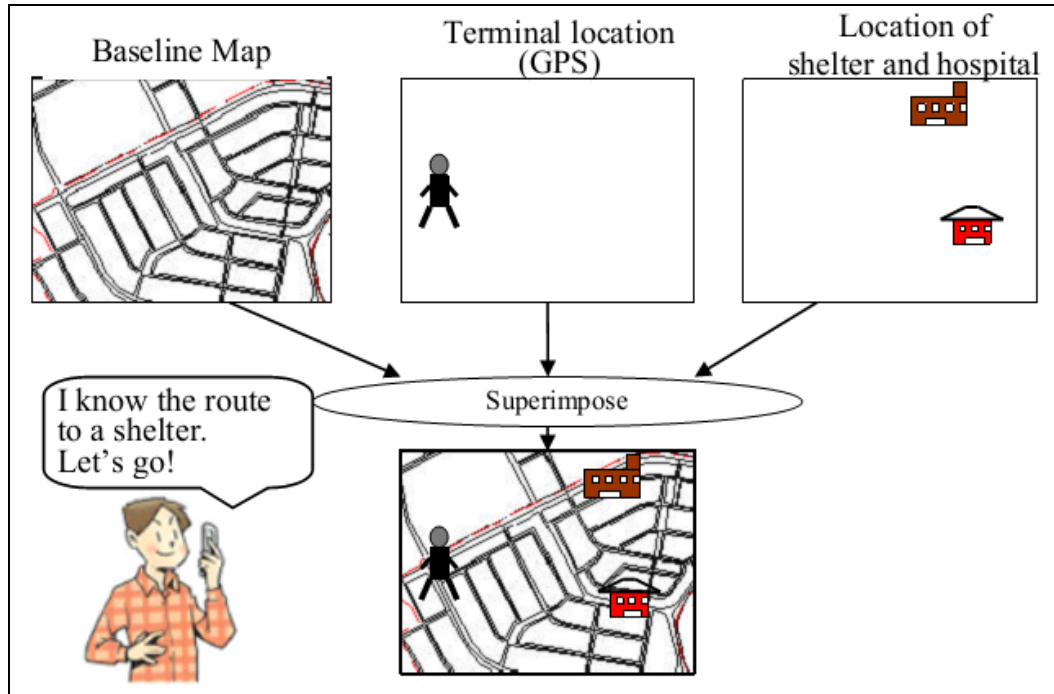 Baseline Map
Terminal location
(GPS)
Location of
shelter and hospital
Superimpose
I know the route
to a shelter.
Let's go!